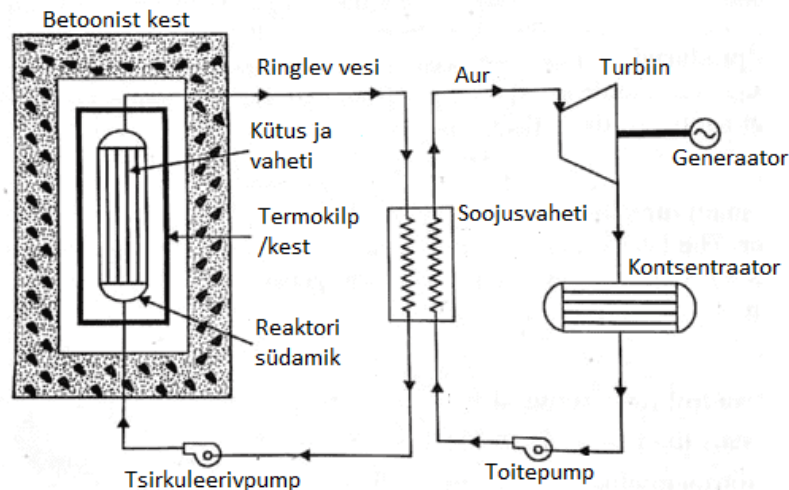 Betoonist kest
Ringlev vesi
Aur
Turbiin
Kütus ja
vaheti
Generaator
Termokilp
/kest
Soojusvaheti
Kontsentraator
Reaktori
südamik
Tsirkuleerivpump
Toitepump